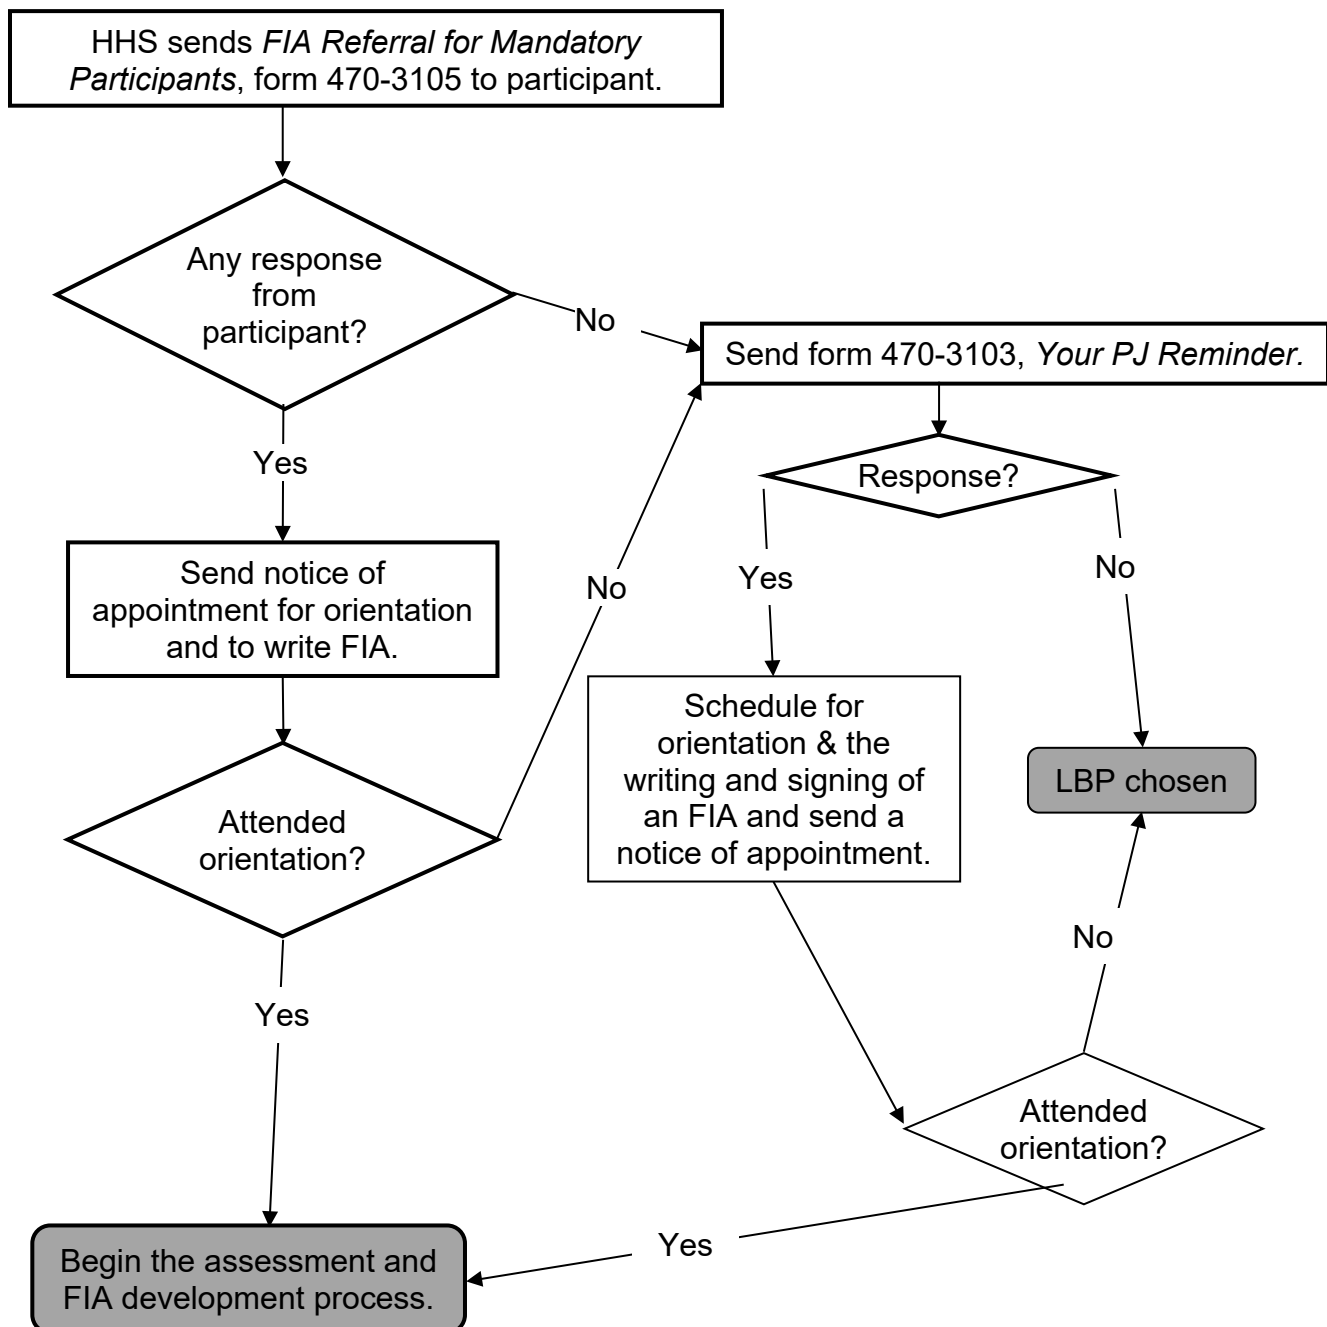 HHS sends FIA Referral for Mandatory
Participants, form 470-3105 to participant.
Any response
from
participant?
No
Send form 470-3103, Your PJ Reminder.
Yes
Response?
Send notice of
appointment for orientation
and to write FIA.
No
Yes
No
Schedule for
orientation & the
writing and signing of
an FIA and send a
notice of appointment.
LBP chosen
Attended
orientation?
No
Yes
Attended
orientation?
Yes
Begin the assessment and
FIA development process.